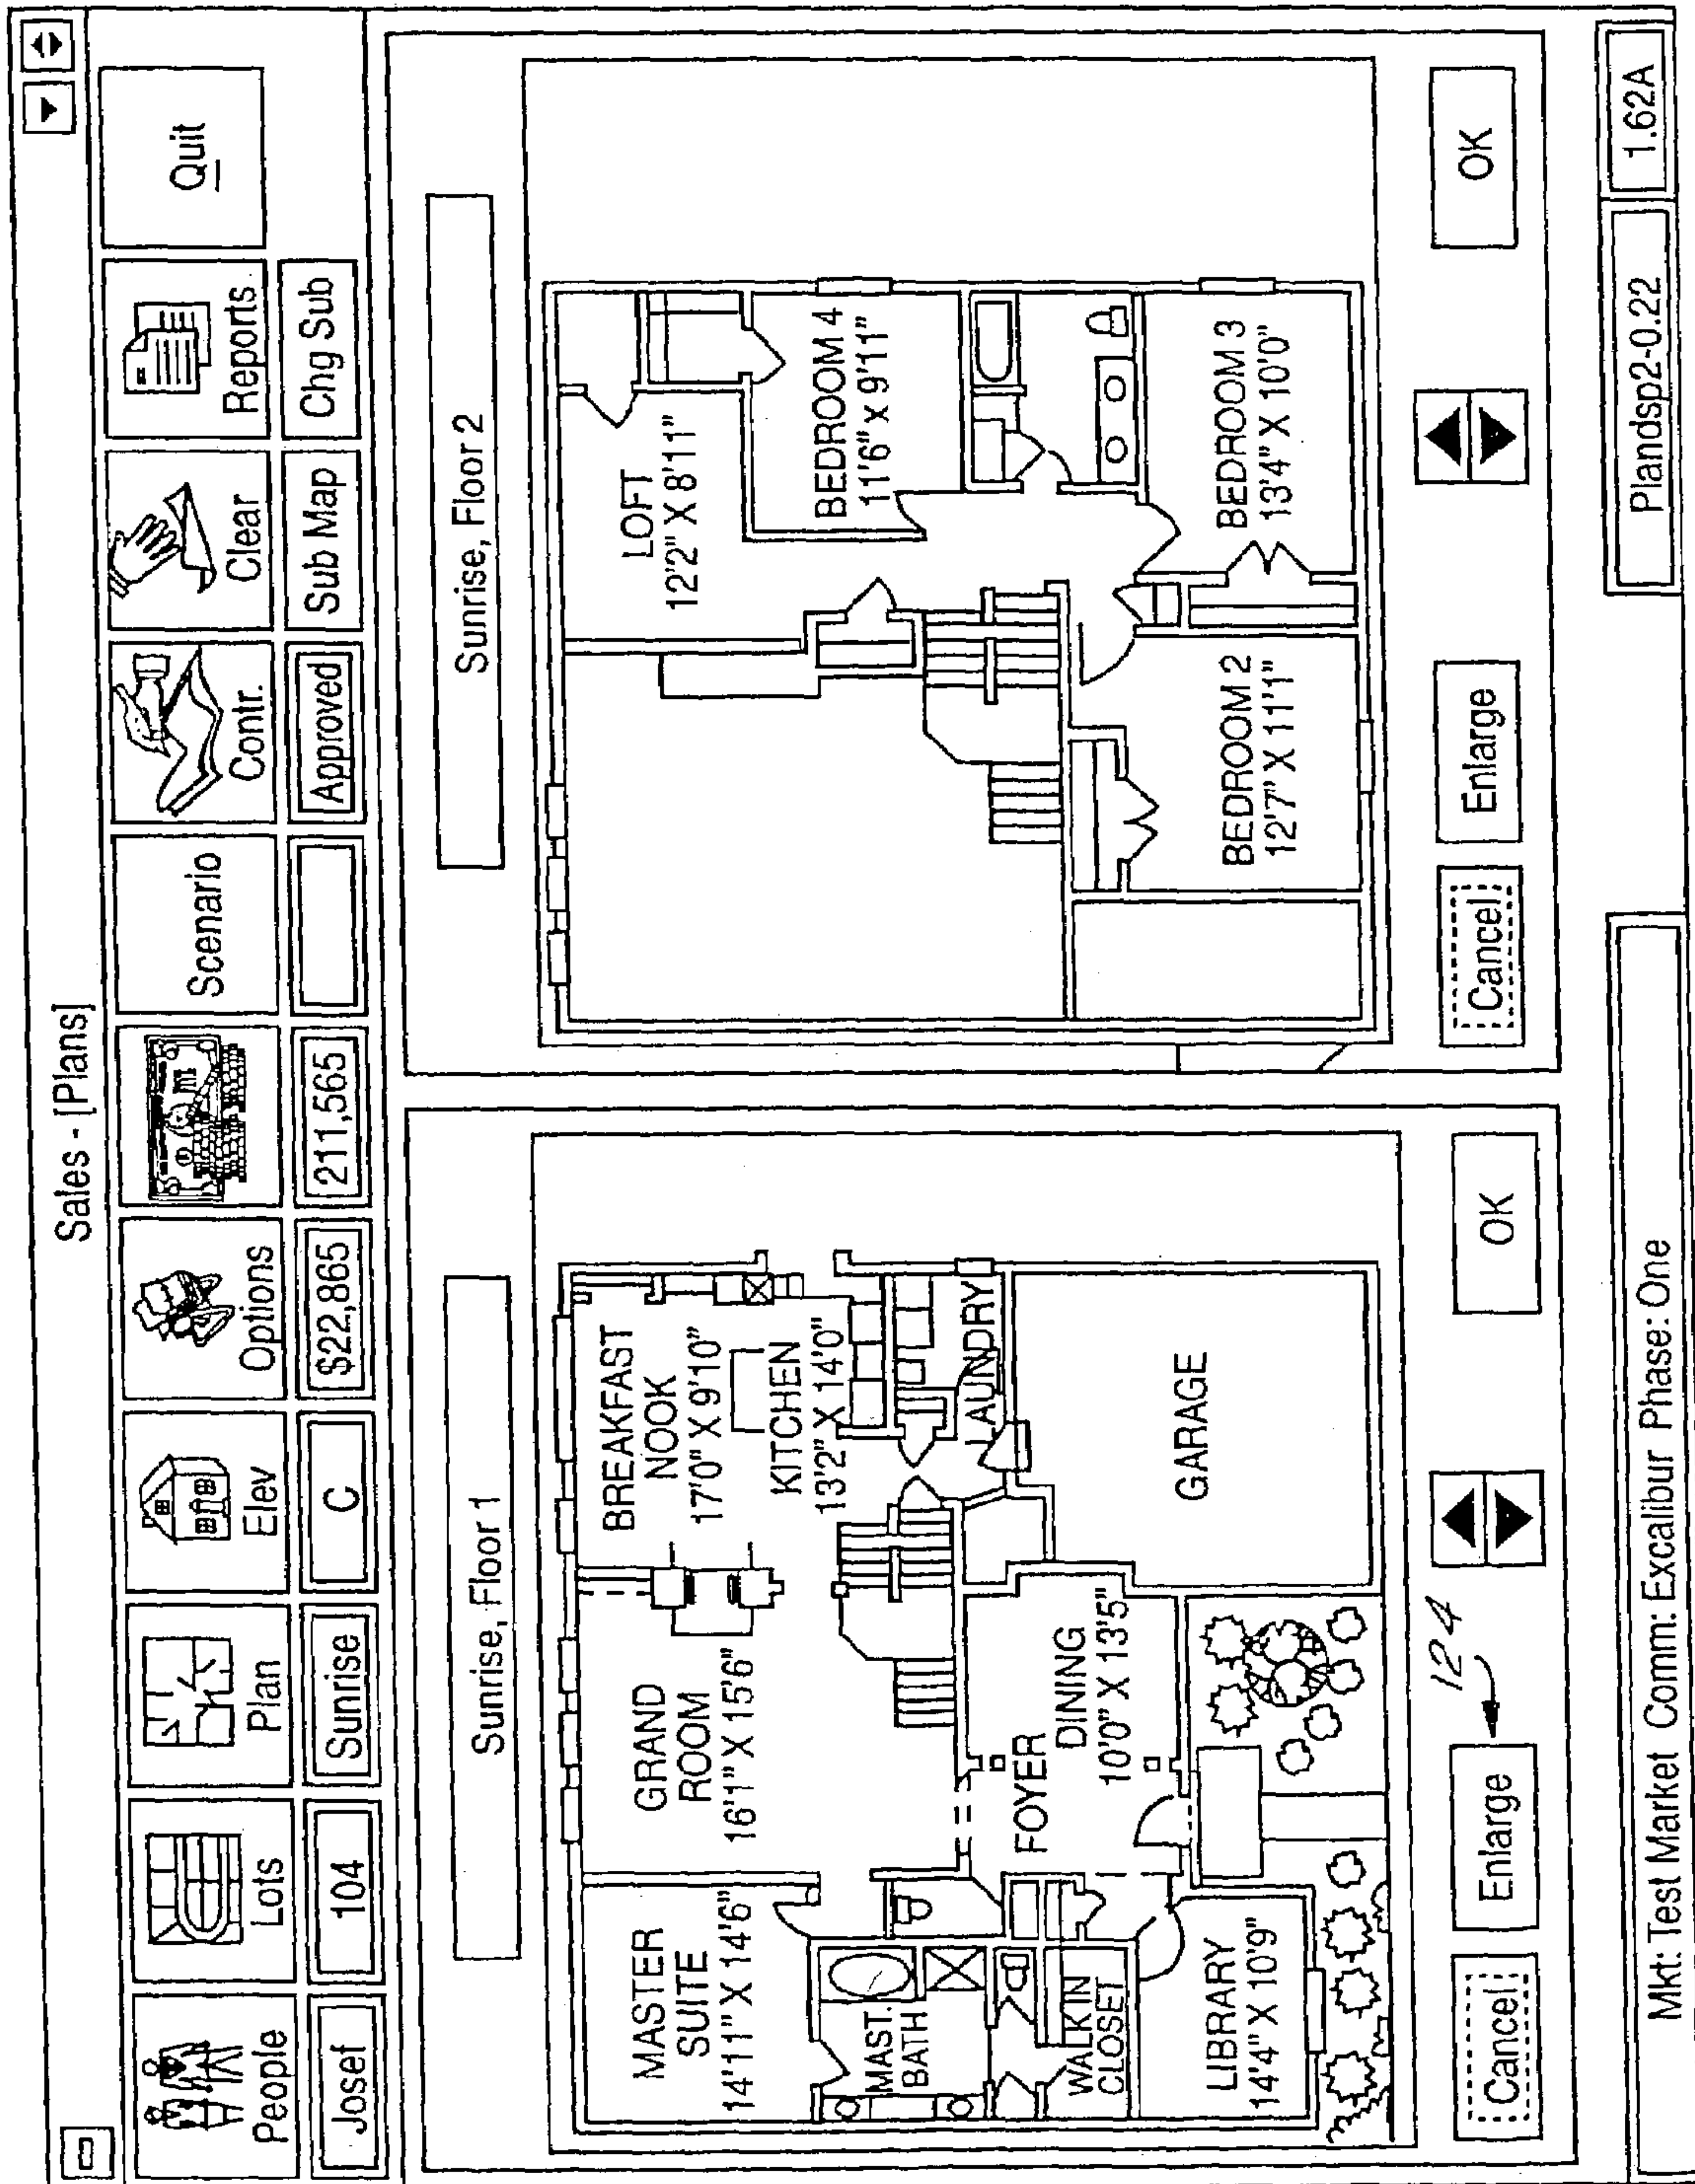 Sales - [Plans]
People
Lots
Plan
Elev
Options
Scenario
Contr.
Clear
Reports
Quit
Josef
104
Sunrise
C
$22,865
211,565
Approved
Sub Map
Chg Sub
Sunrise, Floor 1
MASTER
SUITE
14'11" X 14'6"
GRAND
ROOM
16'1" X 15'6"
BREAKFAST
NOOK
17'0" X 9'10"
KITCHEN
13'2" X 14'0"
MAST.
BATH
LAUNDRY
WALKIN
CLOSET
FOYER
DINING
10'0" X 13'5"
GARAGE
LIBRARY
14'4" X 10'9"
Cancel
Enlarge
124
OK
Sunrise, Floor 2
LOFT
12'2" X 8'11"
BEDROOM 4
11'6" x 9'11"
BEDROOM 2
12'7" X 11'1"
BEDROOM 3
13'4" X 10'0"
Cancel
Enlarge
OK
Mkt: Test Market Comm: Excalibur Phase: One
Plandsp2-0.22
1.62A